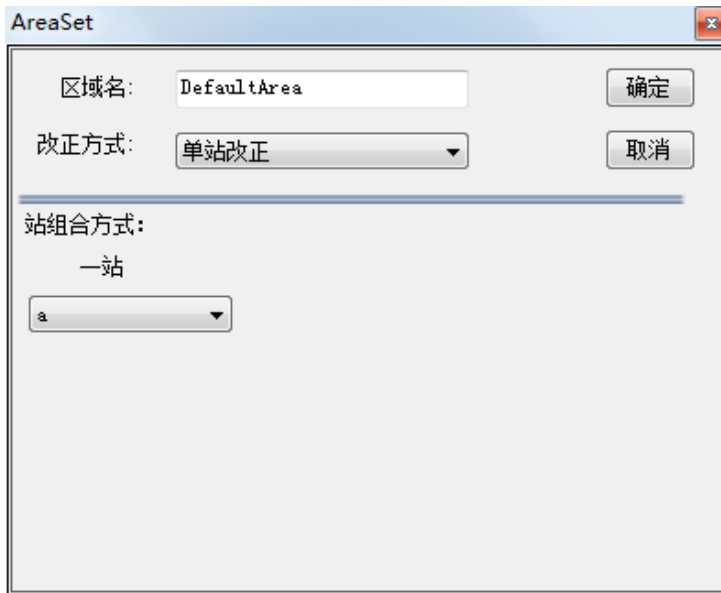 AreaSet
区域名: DefaultArea 确定
改正方式: 单站改正 取消
站组合方式:
一站
a